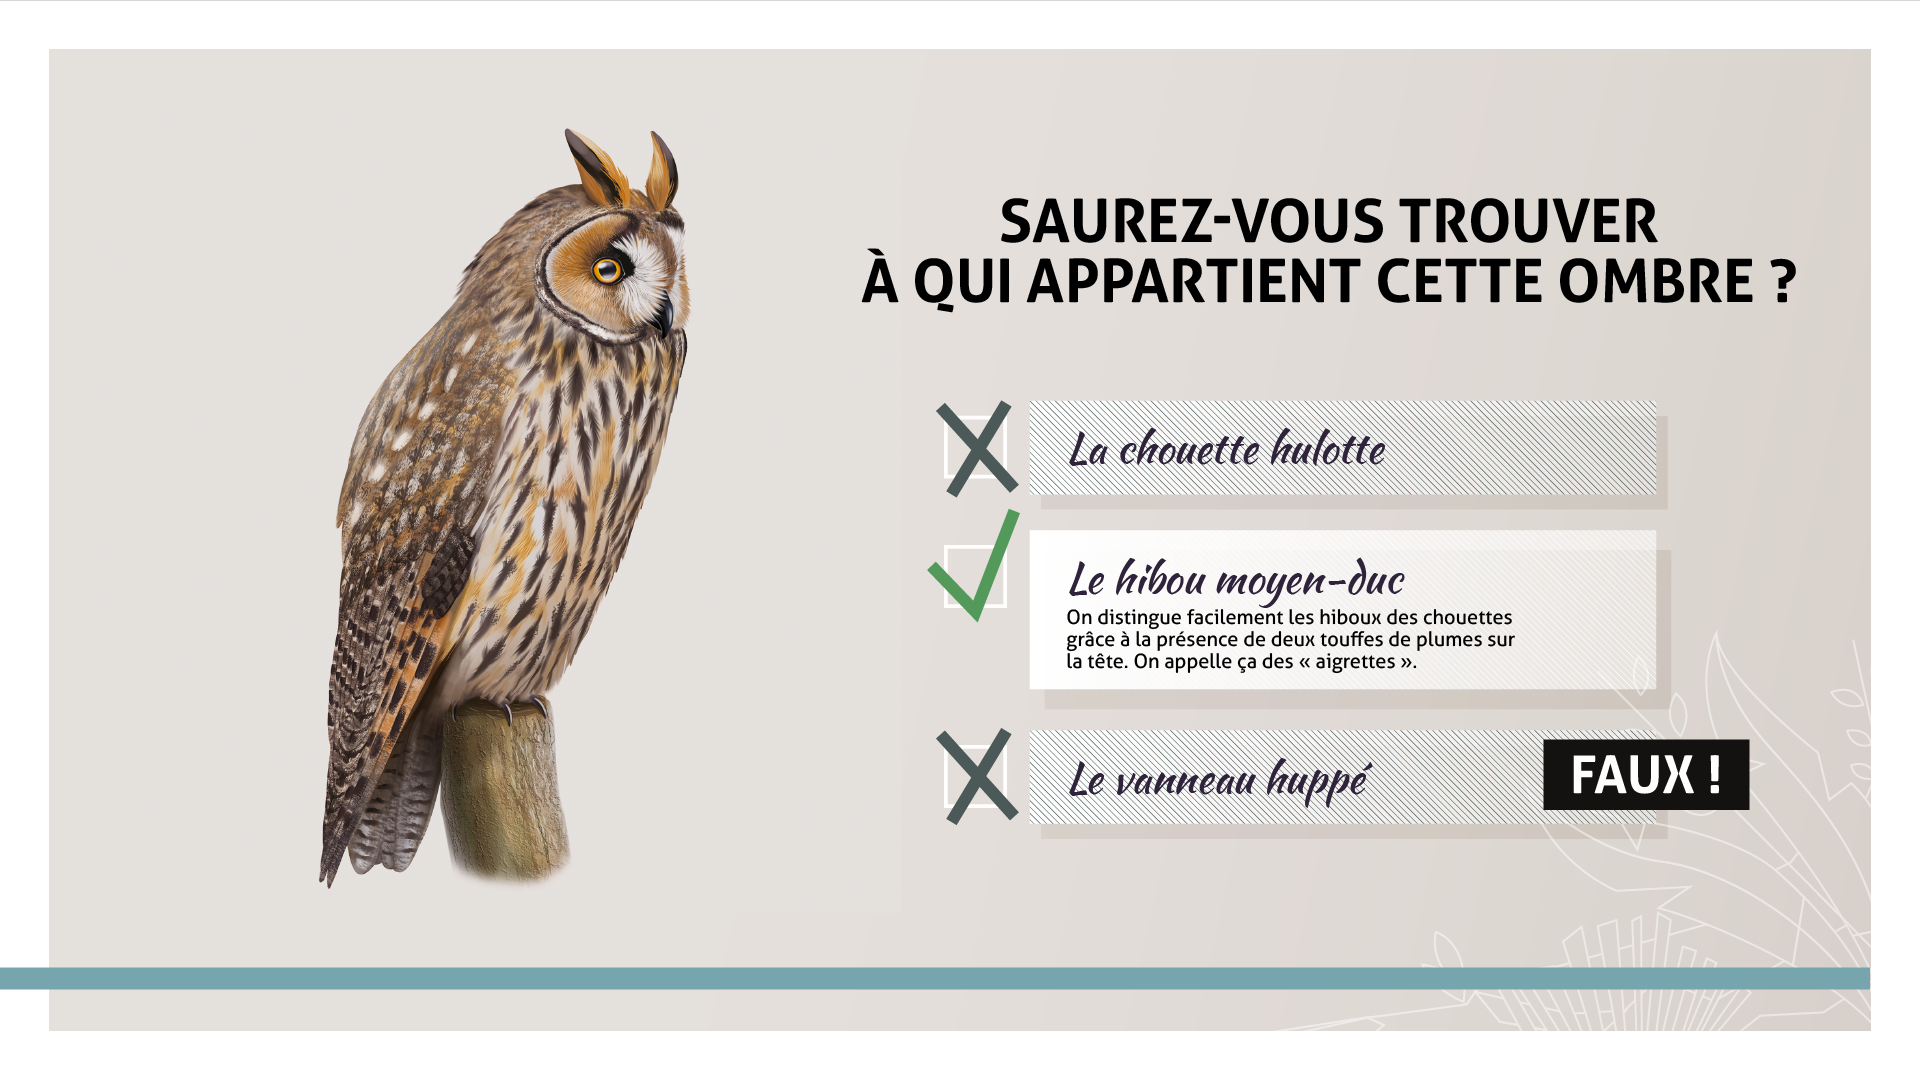 SAUREZ-VOUS TROUVER
À QUI APPARTIENT CETTE OMBRE ?
La chouette hulotte
Le hibou moyen-duc
On distingue facilement les hiboux des chouettes
grâce à la présence de deux touffes de plumes sur
la tête. On appelle ça des « aigrettes ».
Le vanneau huppé
FAUX !